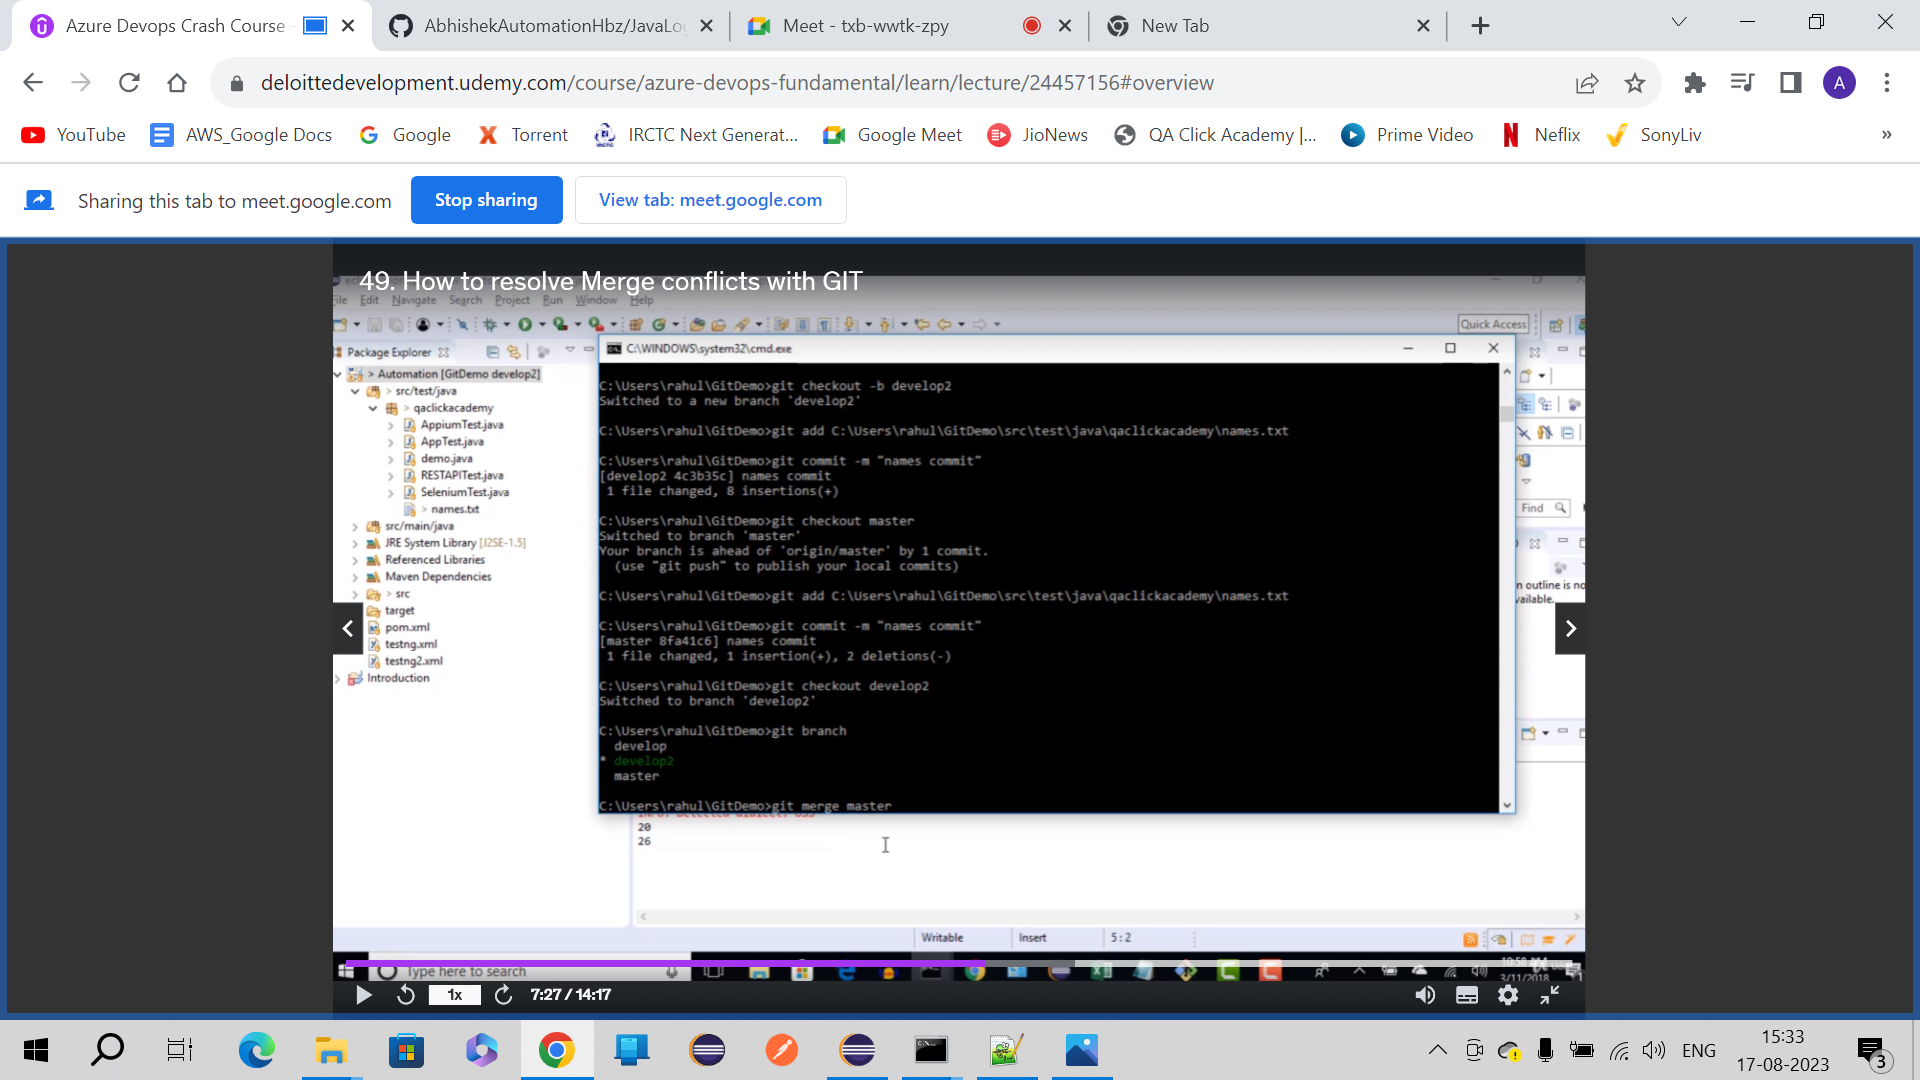 Azure Devops Crash Course
AbhishekAutomationHbz/JavaLo
Meet - txb-wwtk-zpy
New Tab
deloittedevelopment.udemy.com/course/azure-devops-fundamental/learn/lecture/24457156#overview
A
YouTube
AWS_Google Docs
Google
Torrent
IRCTC Next Generat...
Google Meet
JioNews
QA Click Academy |...
Prime Video
Neflix
SonyLiv
»
Sharing this tab to meet.google.com
Stop sharing
View tab: meet.google.com
49. How to resolve Merge conflicts with GIT
File Edit Navigate Search Project Run Window Help
Quick Access
Package Explorer
> Automation [GitDemo develop2]
> src/test/java
> qaclickacademy
AppiumTest.java
AppTest.java
demo.java
RESTAPITest.java
SeleniumTest.java
> names.txt
src/main/java
JRE System Library [J2SE-1.5]
Referenced Libraries
Maven Dependencies
> src
target
pom.xml
testng.xml
testng2.xml
Introduction
C:\WINDOWS\system32\cmd.exe
C:\Users\rahul\GitDemo>git checkout -b develop2
Switched to a new branch 'develop2'
C:\Users\rahul\GitDemo>git add C:\Users\rahul\GitDemo\src\test\java\qaclickacademy\names.txt
C:\Users\rahul\GitDemo>git commit -m "names commit"
[develop2 4c3b35c] names commit
1 file changed, 8 insertions(+)
C:\Users\rahul\GitDemo>git checkout master
Switched to branch 'master'
Your branch is ahead of 'origin/master' by 1 commit.
(use "git push" to publish your local commits)
C:\Users\rahul\GitDemo>git add C:\Users\rahul\GitDemo\src\test\java\qaclickacademy\names.txt
C:\Users\rahul\GitDemo>git commit -m "names commit"
[master 8fa41c6] names commit
1 file changed, 1 insertion(+), 2 deletions(-)
C:\Users\rahul\GitDemo>git checkout develop2
Switched to branch 'develop2'
C:\Users\rahul\GitDemo>git branch
develop
* develop2
master
C:\Users\rahul\GitDemo>git merge master
20
26
Find
n outline is no
vailable.
Writable
Insert
5 : 2
Type here to search
3/11/2018
1x
7:27 / 14:17
ENG
15:33
17-08-2023
3